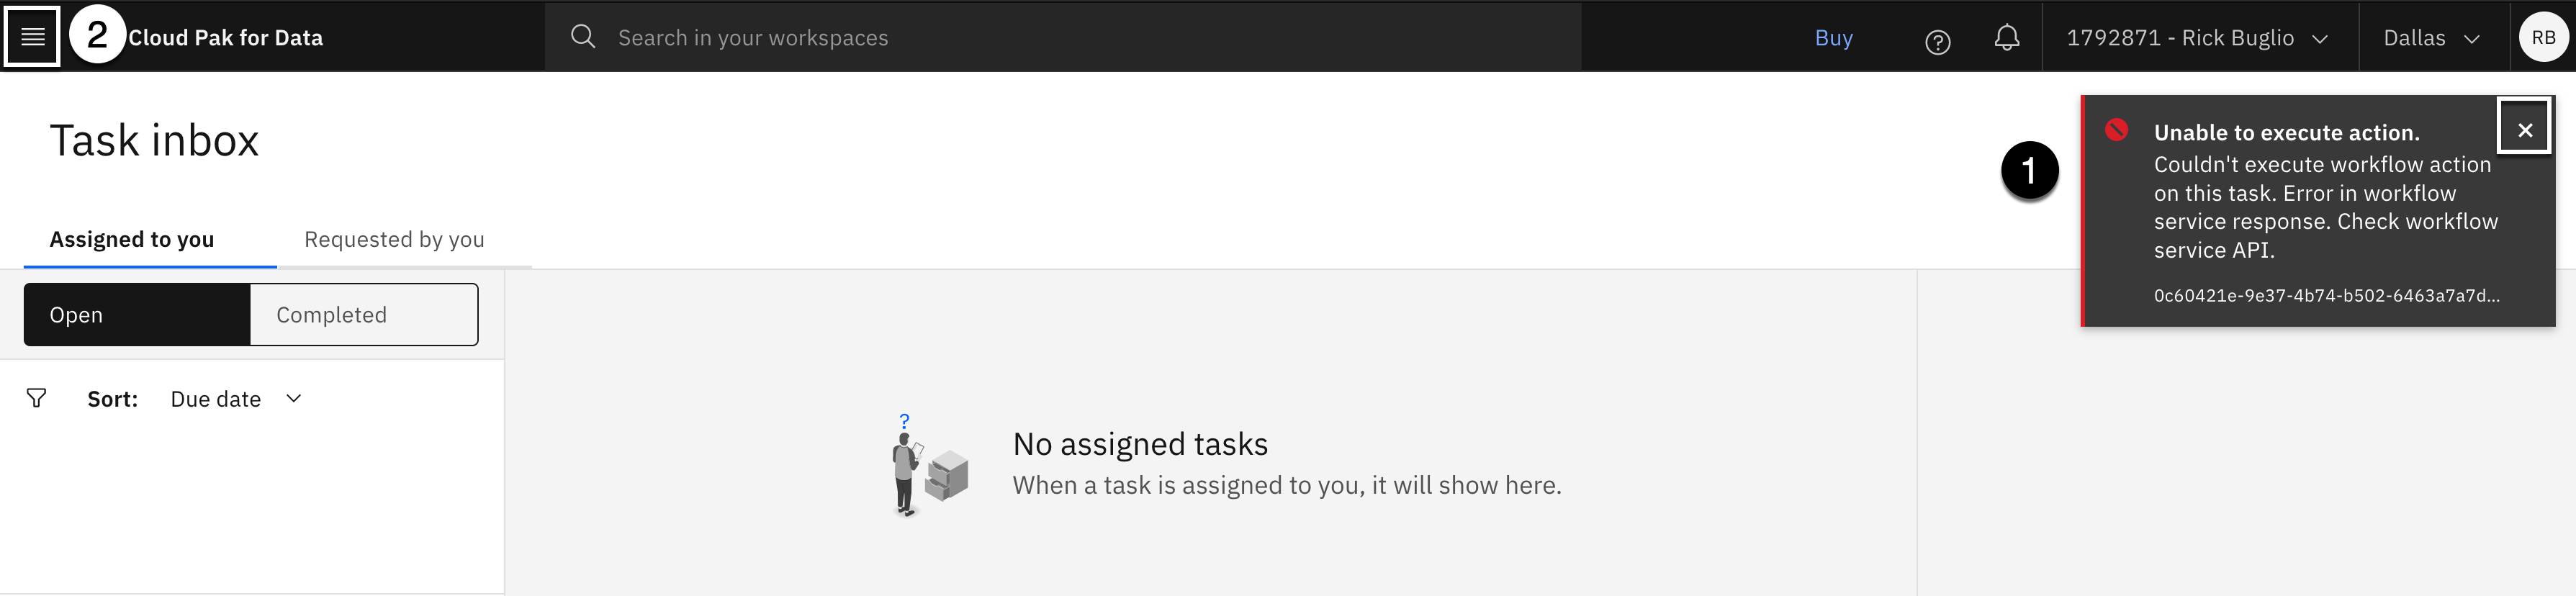 2 Cloud Pak for Data
Search in your workspaces
Buy
1792871 - Rick Buglio
Dallas
RB
Task inbox
1
Unable to execute action.
Couldn't execute workflow action
on this task. Error in workflow
service response. Check workflow
service API.
0c60421e-9e37-4b74-b502-6463a7a7d...
Assigned to you
Requested by you
Open
Completed
Sort: Due date
?
No assigned tasks
When a task is assigned to you, it will show here.